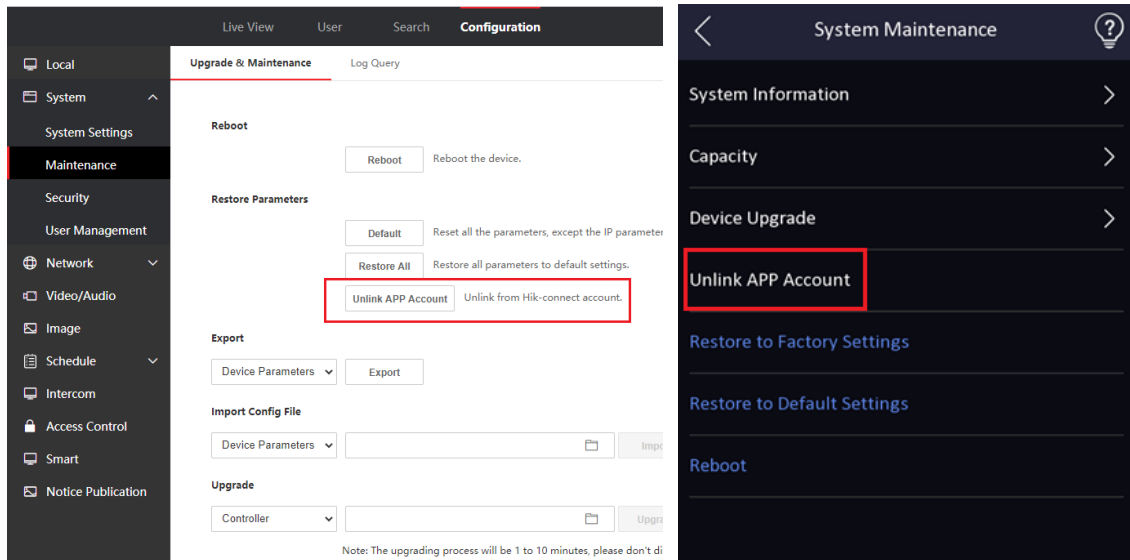 Live View User Search Configuration
Local
System
System Settings
Maintenance
Security
User Management
Network
Video/Audio
Image
Schedule
Intercom
Access Control
Smart
Notice Publication
Upgrade & Maintenance Log Query
Reboot
Reboot Reboot the device.
Restore Parameters
Default Reset all the parameters, except the IP parameter
Restore All Restore all parameters to default settings.
Unlink APP Account Unlink from Hik-connect account.
Export
Device Parameters Export
Import Config File
Device Parameters Impo
Upgrade
Controller Upgra
Note: The upgrading process will be 1 to 10 minutes, please don't di
System Maintenance
System Information
Capacity
Device Upgrade
Unlink APP Account
Restore to Factory Settings
Restore to Default Settings
Reboot